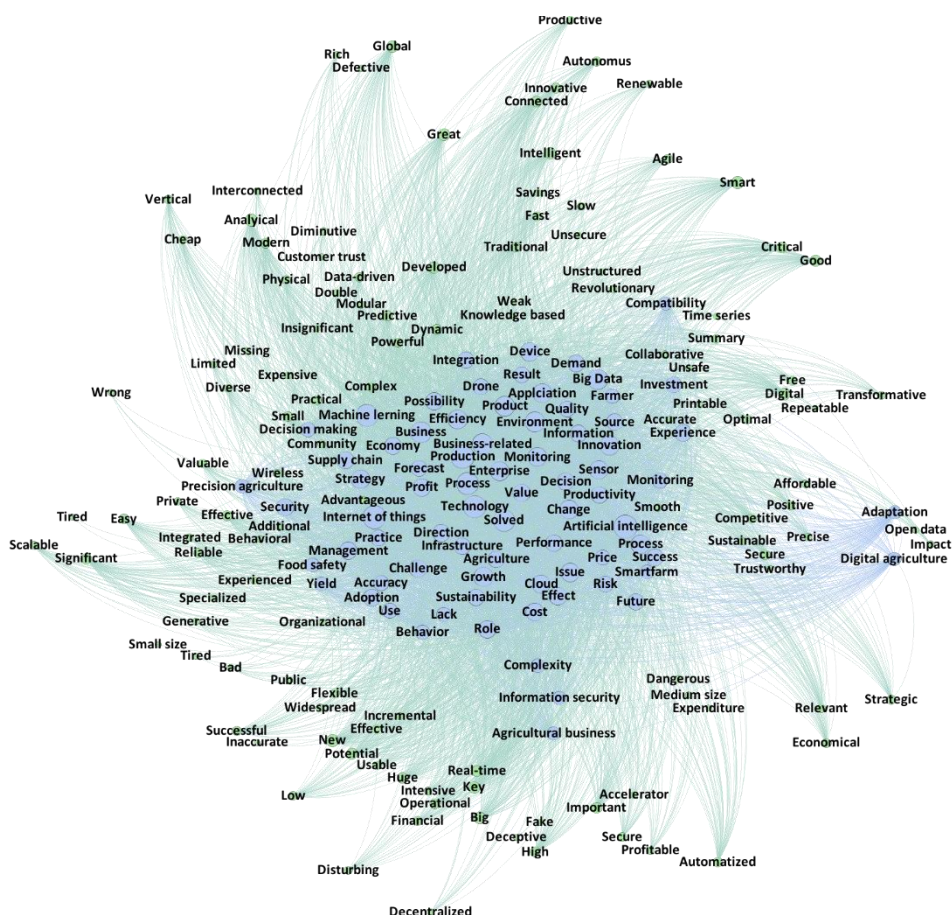 Productive
Global
Rich
Defective
Autonomus
Innovative
Renewable
Connected
Great
Intelligent
Agile
Smart
Interconnected
Savings
Vertical
Slow
Analyical
Fast
Diminutive
Cheap
Modern
Unsecure
Traditional
Critical
Customer trust
Good
Developed
Physical
Data-driven
Unstructured
Double
Revolutionary
Modular
Weak
Compatibility
Predictive
Knowledge based
Time series
Insignificant
Dynamic
Powerful
Summary
Missing
Device
Collaborative
Limited
Integration
Demand
Unsafe
Expensive
Result
Big Data
Free
Wrong
Diverse
Complex
Drone
Investment
Digital
Transformative
Practical
Possibility
Applciation
Farmer
Printable
Repeatable
Small
Machine lerning
Product
Quality
Accurate
Optimal
Decision making
Efficiency
Environment
Source
Business
Information
Experience
Community
Economy
Business-related
Innovation
Valuable
Supply chain
Production
Monitoring
Wireless
Forecast
Enterprise
Sensor
Precision agriculture
Strategy
Process
Decision
Monitoring
Affordable
Profit
Value
Productivity
Private
Security
Advantageous
Technology
Change
Smooth
Positive
Tired
Easy
Effective
Internet of things
Solved
Competitive
Adaptation
Additional
Artificial intelligence
Open data
Integrated
Behavioral
Practice
Direction
Performance
Process
Sustainable
Precise
Scalable
Reliable
Management
Infrastructure
Price
Success
Secure
Impact
Significant
Food safety
Challenge
Agriculture
Issue
Smartfarm
Trustworthy
Digital agriculture
Experienced
Yield
Accuracy
Growth
Cloud
Risk
Specialized
Adoption
Sustainability
Effect
Future
Generative
Organizational
Use
Lack
Cost
Small size
Behavior
Role
Tired
Bad
Complexity
Public
Dangerous
Flexible
Information security
Medium size
Strategic
Widespread
Expenditure
Relevant
Incremental
Successful
Effective
Agricultural business
Inaccurate
New
Economical
Potential
Usable
Real-time
Huge
Low
Intensive
Key
Accelerator
Operational
Important
Financial
Big
Fake
Deceptive
Secure
High
Profitable
Automatized
Disturbing
Decentralized